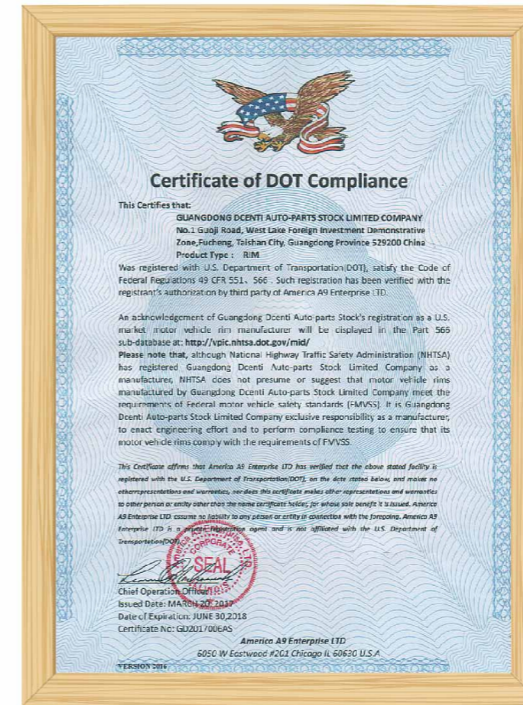 Certificate of DOT Compliance
This Certifies that:
GUANGDONG DCENTI AUTO-PARTS STOCK LIMITED COMPANY
No.1 Guoji Road, West Lake Foreign Investment Demonstrative
Zone,Fucheng, Taishan City, Guangdong Province 529200 China
Product Type : RIM
Was registered with U.S. Department of Transportation(DOT), satisfy the Code of
Federal Regulations 49 CFR 551、566 . Such registration has been verified with the
registrant's authorization by third party of America A9 Enterprise LTD.
An acknowledgement of Guangdong Dcenti Auto-parts Stock's registration as a U.S.
market motor vehicle rim manufacturer will be displayed in the Part 566
sub-database at: http://vpic.nhtsa.dot.gov/mid/
Please note that, although National Highway Traffic Safety Administration (NHTSA)
has registered Guangdong Dcenti Auto-parts Stock Limited Company as a
manufacturer, NHTSA does not presume or suggest that motor vehicle rims
manufactured by Guangdong Dcenti Auto-parts Stock Limited Company meet the
requirements of Federal motor vehicle safety standards (FMVSS). It is Guangdong
Dcenti Auto-parts Stock Limited Company exclusive responsibility as a manufacturer,
to enact engineering effort and to perform compliance testing to ensure that its
motor vehicle rims comply with the requirements of FMVSS.
This Certificate affirms that America A9 Enterprise LTD has verified that the above stated facility is
registered with the U.S. Department of Transportation(DOT), on the date stated below, and makes no
other representations and warranties, nor does this certificate makes other representations and warranties
to other person or entity other than the name certificate holder, for whose sole benefit it is issued. America
A9 Enterprise LTD assume no liability to any person or entity in connection with the foregoing. America A9
Enterprise LTD is a private Registration agent and is not affiliated with the U.S. Department of
Transportation(DOT).
CORPORATE
SEAL
Chief Operation Officer
Issued Date: MARCH 20, 2017
Date of Expiration: JUNE 30,2018
Certificate No: GD201700EAS
America A9 Enterprise LTD
6050 W Eastwood #201 Chicago IL 60630 U.S.A
VERSION 2016